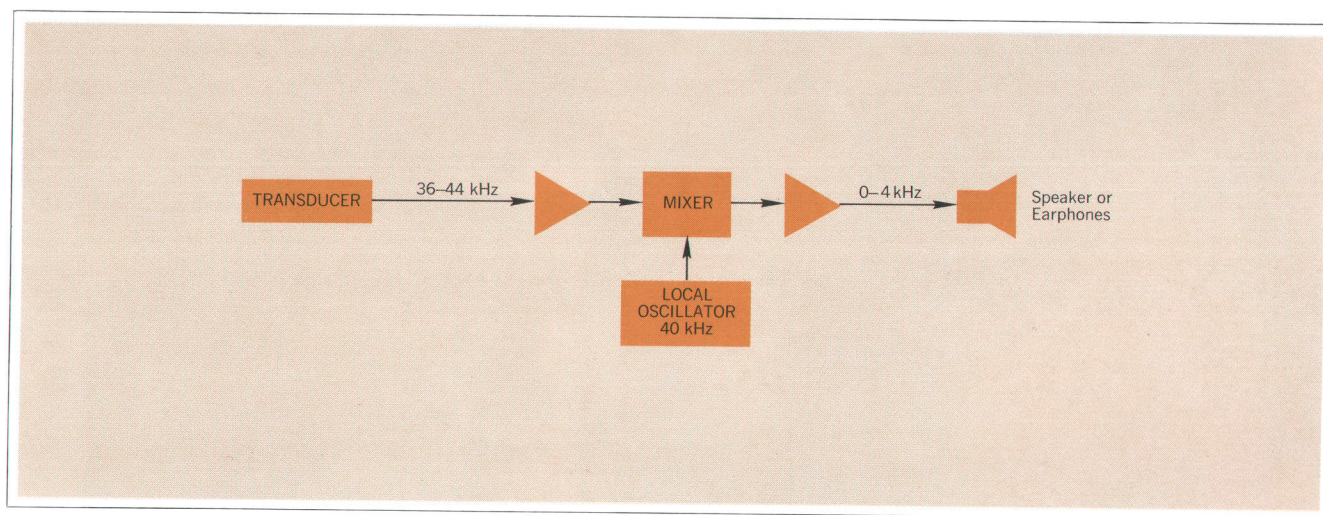 TRANSDUCER
36–44 kHz
MIXER
LOCAL
OSCILLATOR
40 kHz
0–4 kHz
Speaker or
Earphones